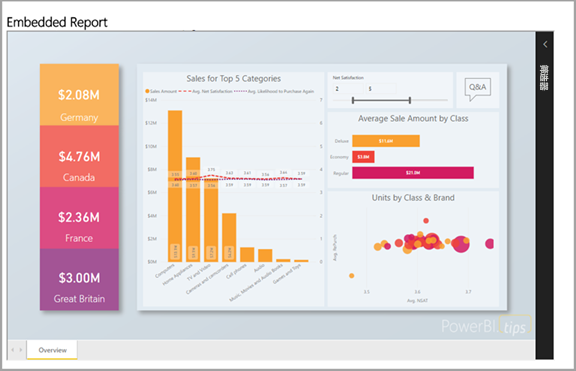 Embedded Report
$2.08M
Germany
$4.76M
Canada
$2.36M
France
$3.00M
Great Britain
Sales for Top 5 Categories
Sales Amount Avg. Net Satisfaction Avg. Likelihood to Purchase Again
$14M
$12M
$10M
$8M
$6M
$4M
$2M
$0M
7
6
5
4
3
2
1
0
Computers
Home Appliances
TV and Video
Cameras and camcorders
Cell phones
Audio
Music, Movies and Audio Books
Games and Toys
Net Satisfaction
2 5
Q&A
Average Sale Amount by Class
Deluxe
Economy
Regular
Units by Class & Brand
Avg. NSAT
PowerBI. tips
Overview